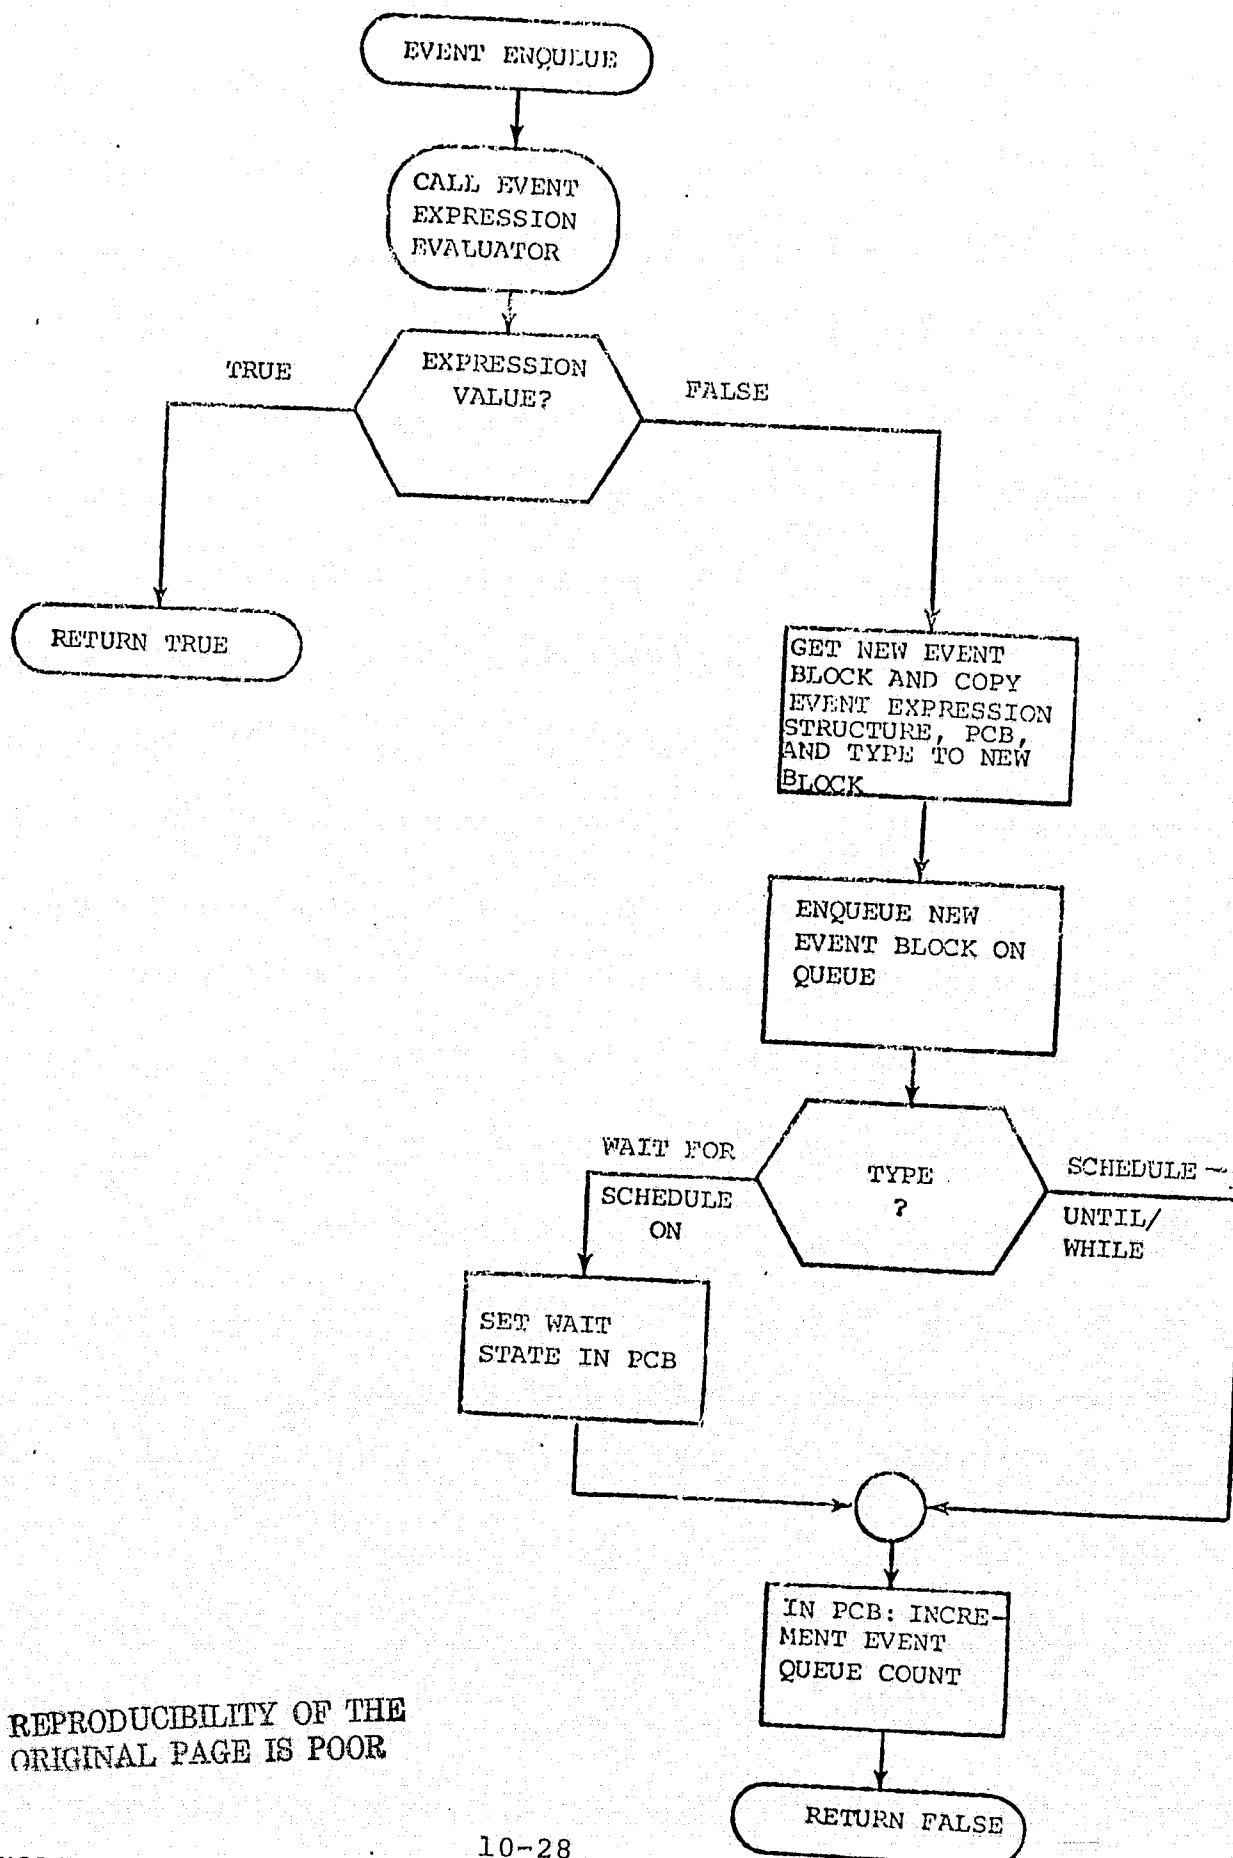 EVENT ENQUEUE
CALL EVENT
EXPRESSION
EVALUATOR
EXPRESSION
VALUE?
TRUE
FALSE
RETURN TRUE
GET NEW EVENT
BLOCK AND COPY
EVENT EXPRESSION
STRUCTURE, PCB,
AND TYPE TO NEW
BLOCK
ENQUEUE NEW
EVENT BLOCK ON
QUEUE
WAIT FOR
SCHEDULE
ON
TYPE
?
SCHEDULE -
UNTIL/
WHILE
SET WAIT
STATE IN PCB
IN PCB: INCRE-
MENT EVENT
QUEUE COUNT
RETURN FALSE
REPRODUCIBILITY OF THE
ORIGINAL PAGE IS POOR
10-28